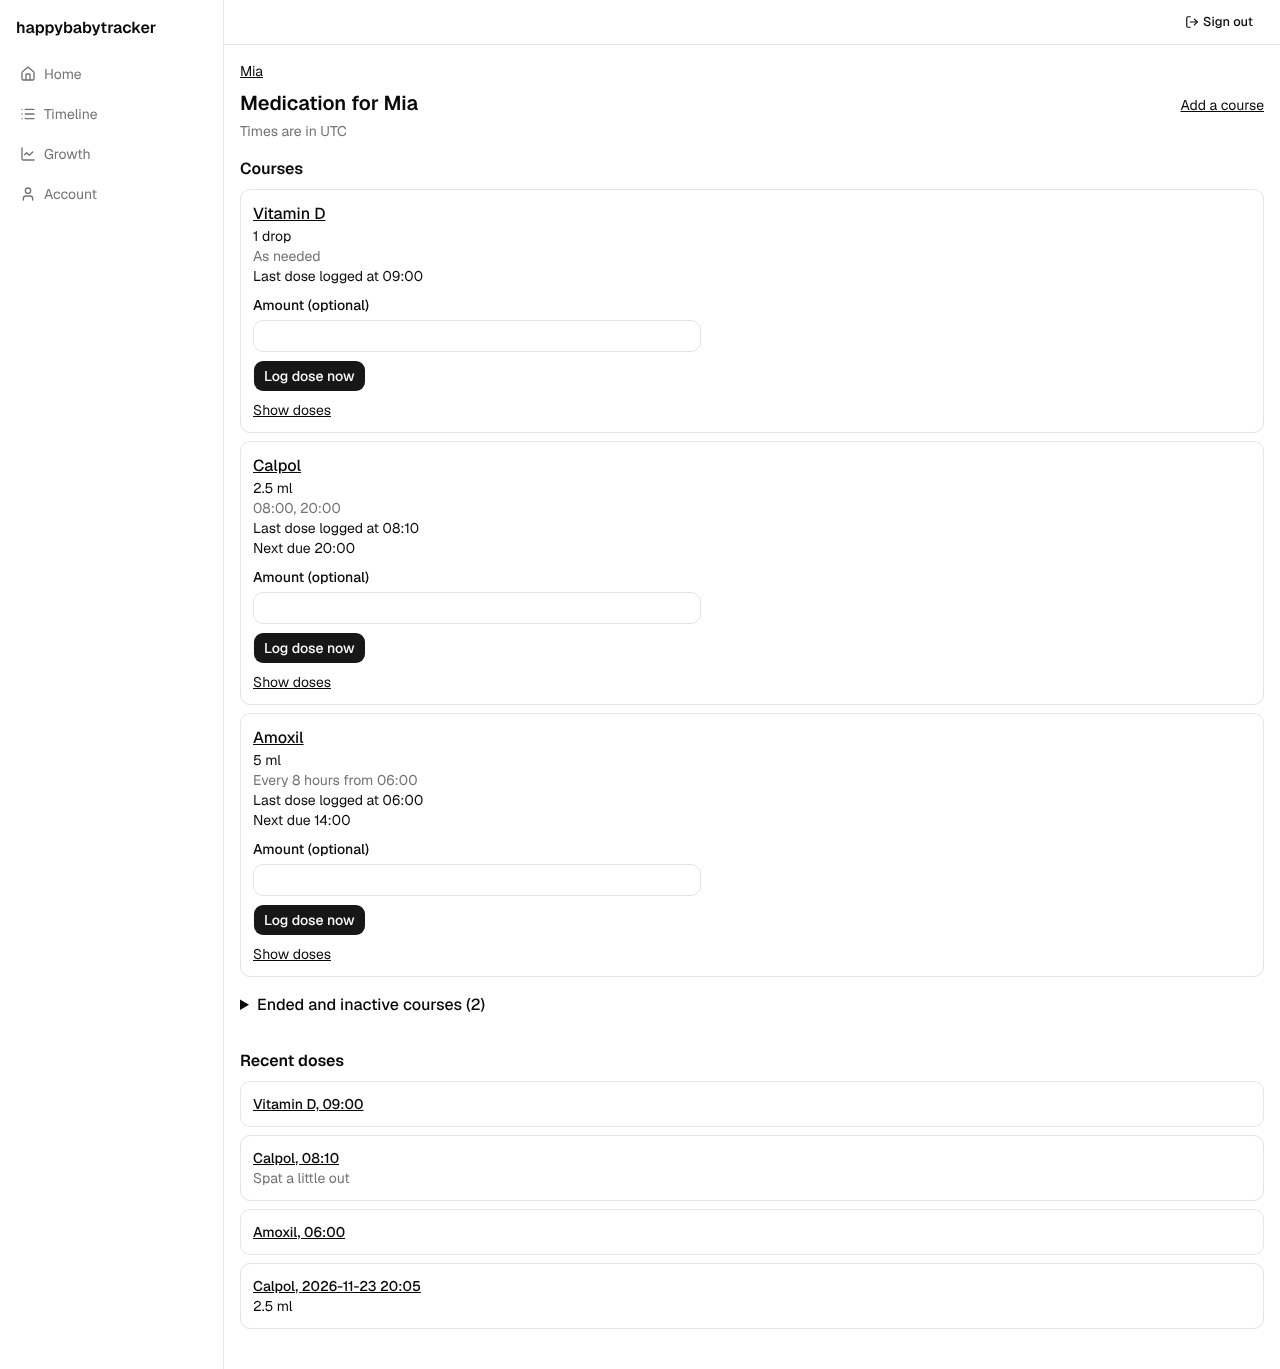 happybabytracker
Home
Timeline
Growth
Account
Sign out
Mia
Medication for Mia
Add a course
Times are in UTC
Courses
Vitamin D
1 drop
As needed
Last dose logged at 09:00
Amount (optional)
Log dose now
Show doses
Calpol
2.5 ml
08:00, 20:00
Last dose logged at 08:10
Next due 20:00
Amount (optional)
Log dose now
Show doses
Amoxil
5 ml
Every 8 hours from 06:00
Last dose logged at 06:00
Next due 14:00
Amount (optional)
Log dose now
Show doses
Ended and inactive courses (2)
Recent doses
Vitamin D, 09:00
Calpol, 08:10
Spat a little out
Amoxil, 06:00
Calpol, 2026-11-23 20:05
2.5 ml